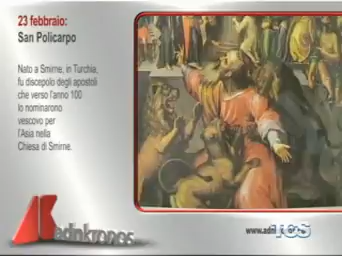 23 febbraio:
San Policarpo
Nato a Smirne, in Turchia,
fu discepolo degli apostoli
che verso l'anno 100
lo nominarono
vescovo per
l'Asia nella
Chiesa di Smirne.
adnkronos